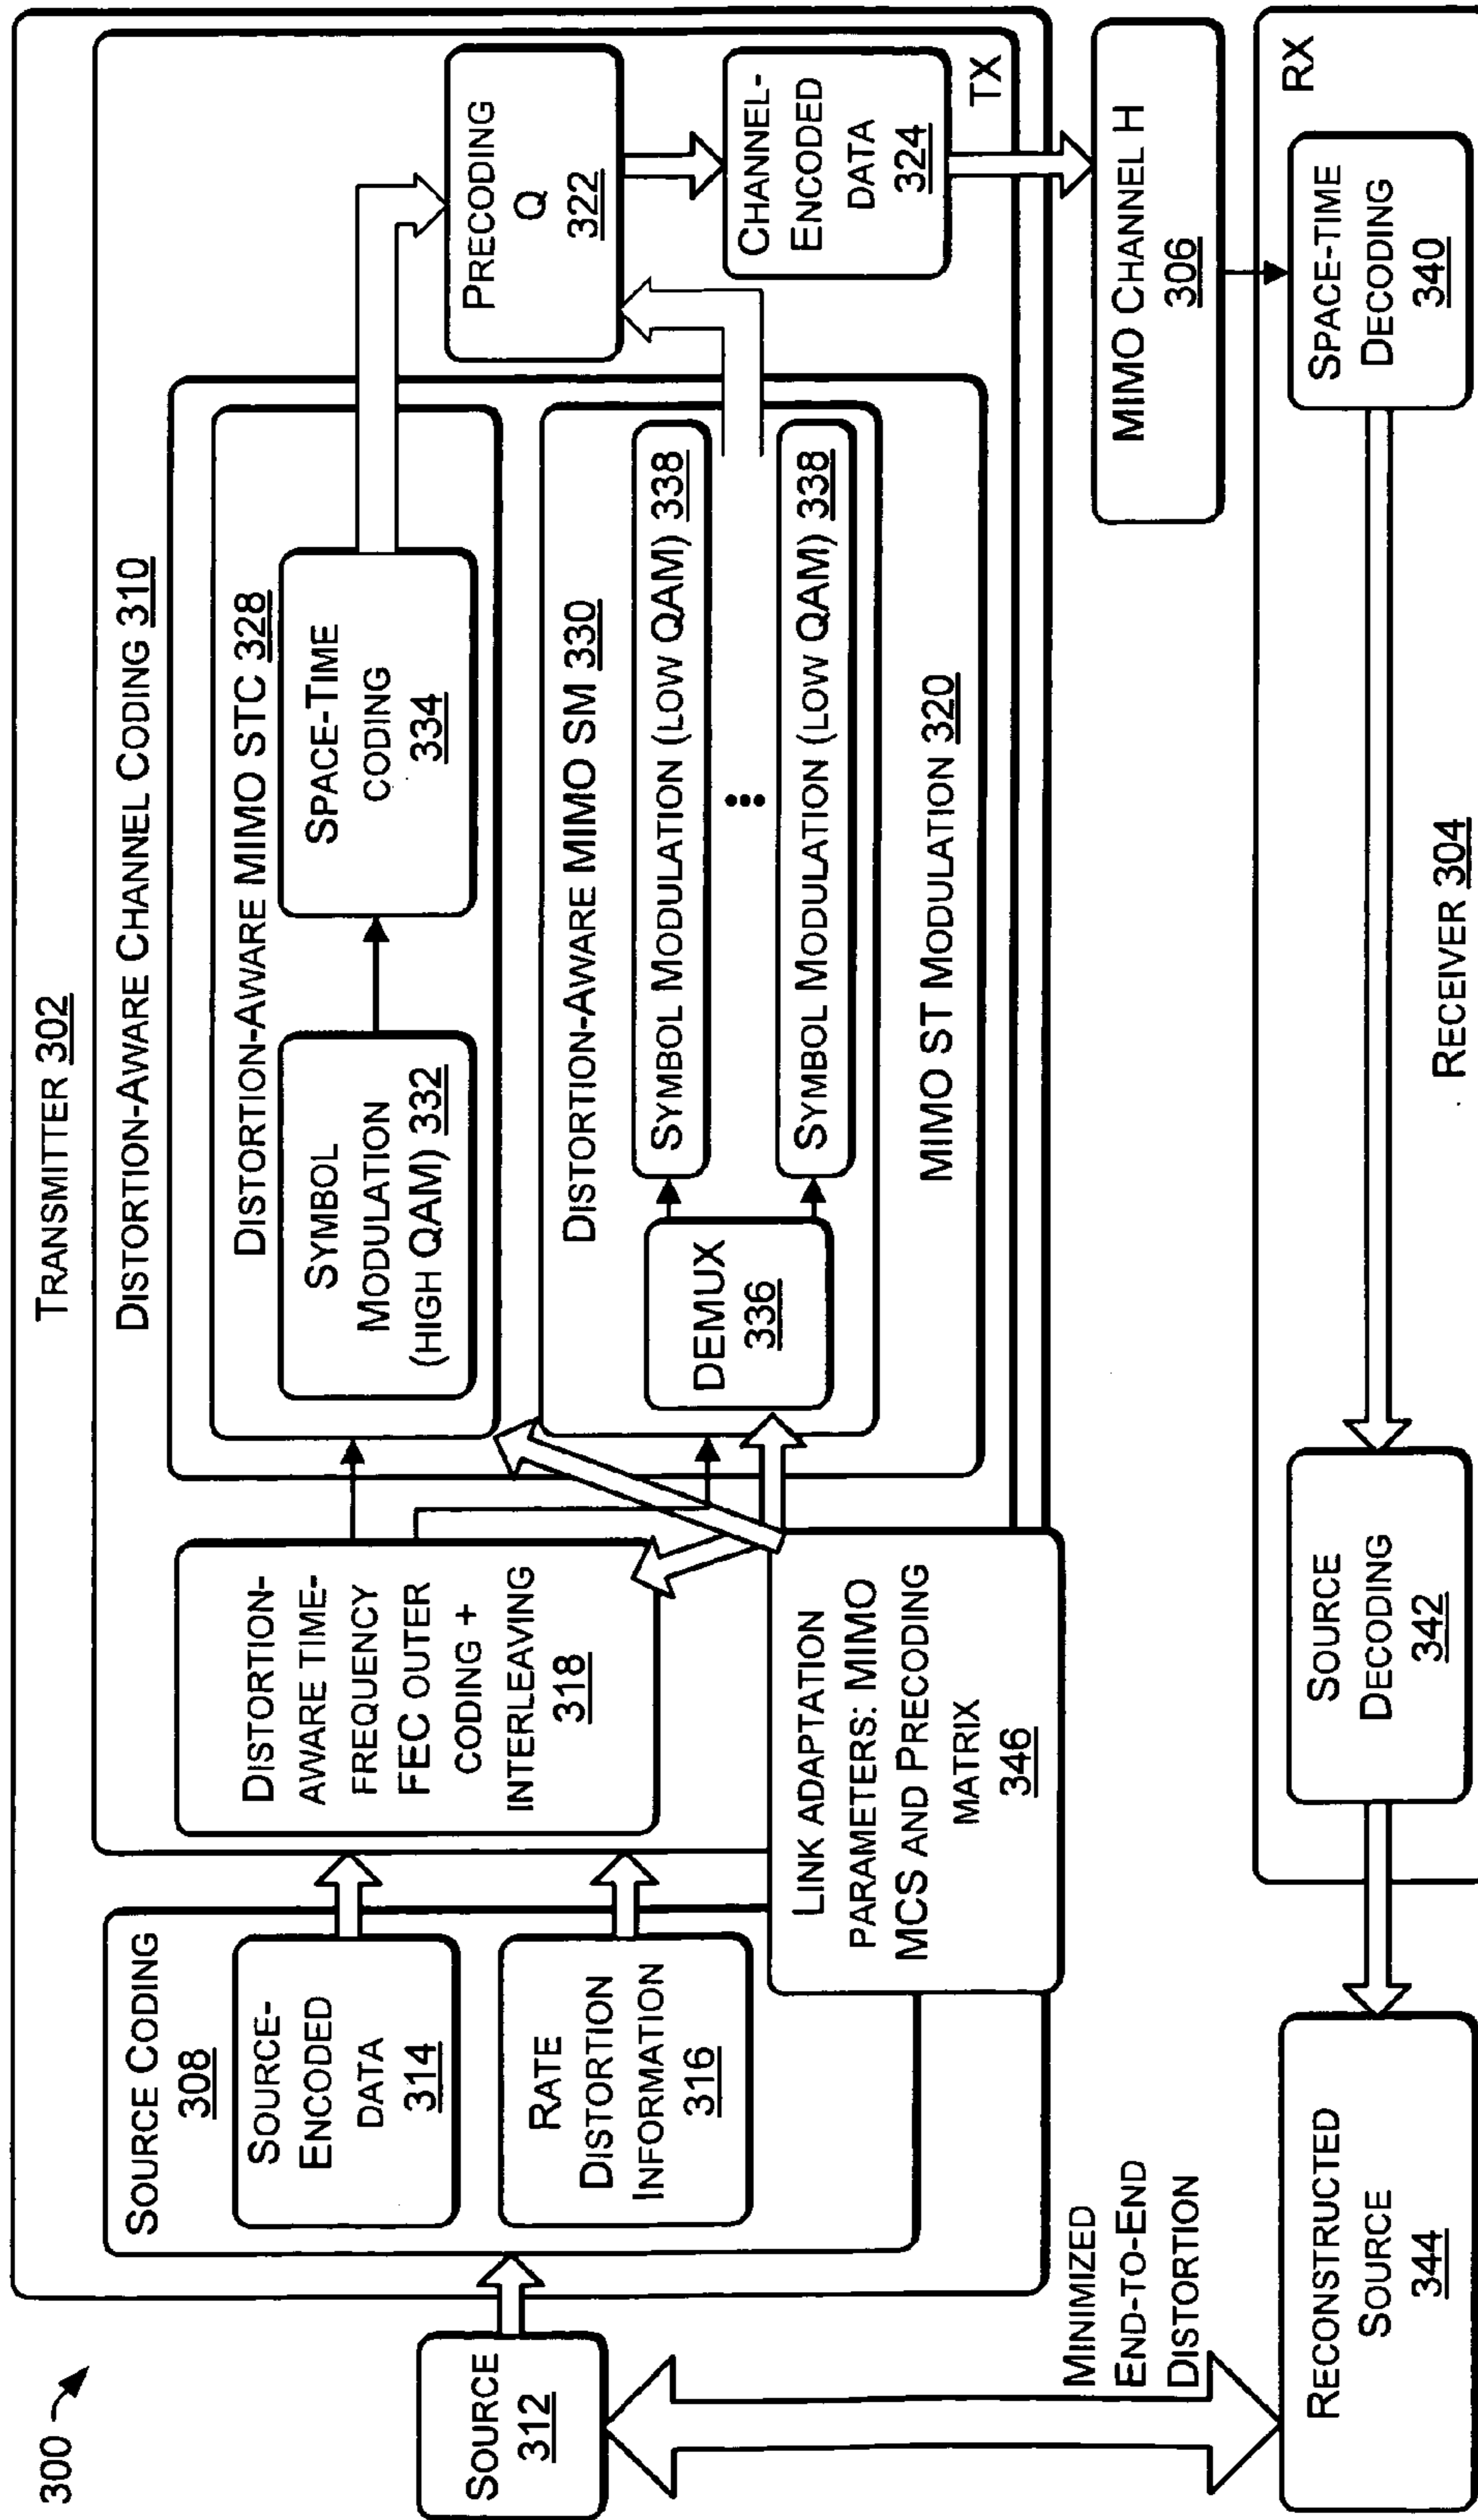 300
TRANSMITTER 302
SOURCE
312
SOURCE CODING
308
SOURCE-
ENCODED
DATA
314
RATE
DISTORTION
INFORMATION
316
DISTORTION-AWARE CHANNEL CODING 310
DISTORTION-
AWARE TIME-
FREQUENCY
FEC OUTER
CODING +
INTERLEAVING
318
LINK ADAPTATION
PARAMETERS: MIMO
MCS AND PRECODING
MATRIX
346
DISTORTION-AWARE MIMO STC 328
SYMBOL
MODULATION
(HIGH QAM) 332
SPACE-TIME
CODING
334
DISTORTION-AWARE MIMO SM 330
DEMUX
336
SYMBOL MODULATION (LOW QAM) 338
SYMBOL MODULATION (LOW QAM) 338
MIMO ST MODULATION 320
PRECODING
Q
322
CHANNEL-
ENCODED
DATA
324
TX
MIMO CHANNEL H
306
RX
SPACE-TIME
DECODING
340
SOURCE
DECODING
342
RECEIVER 304
MINIMIZED
END-TO-END
DISTORTION
RECONSTRUCTED
SOURCE
344